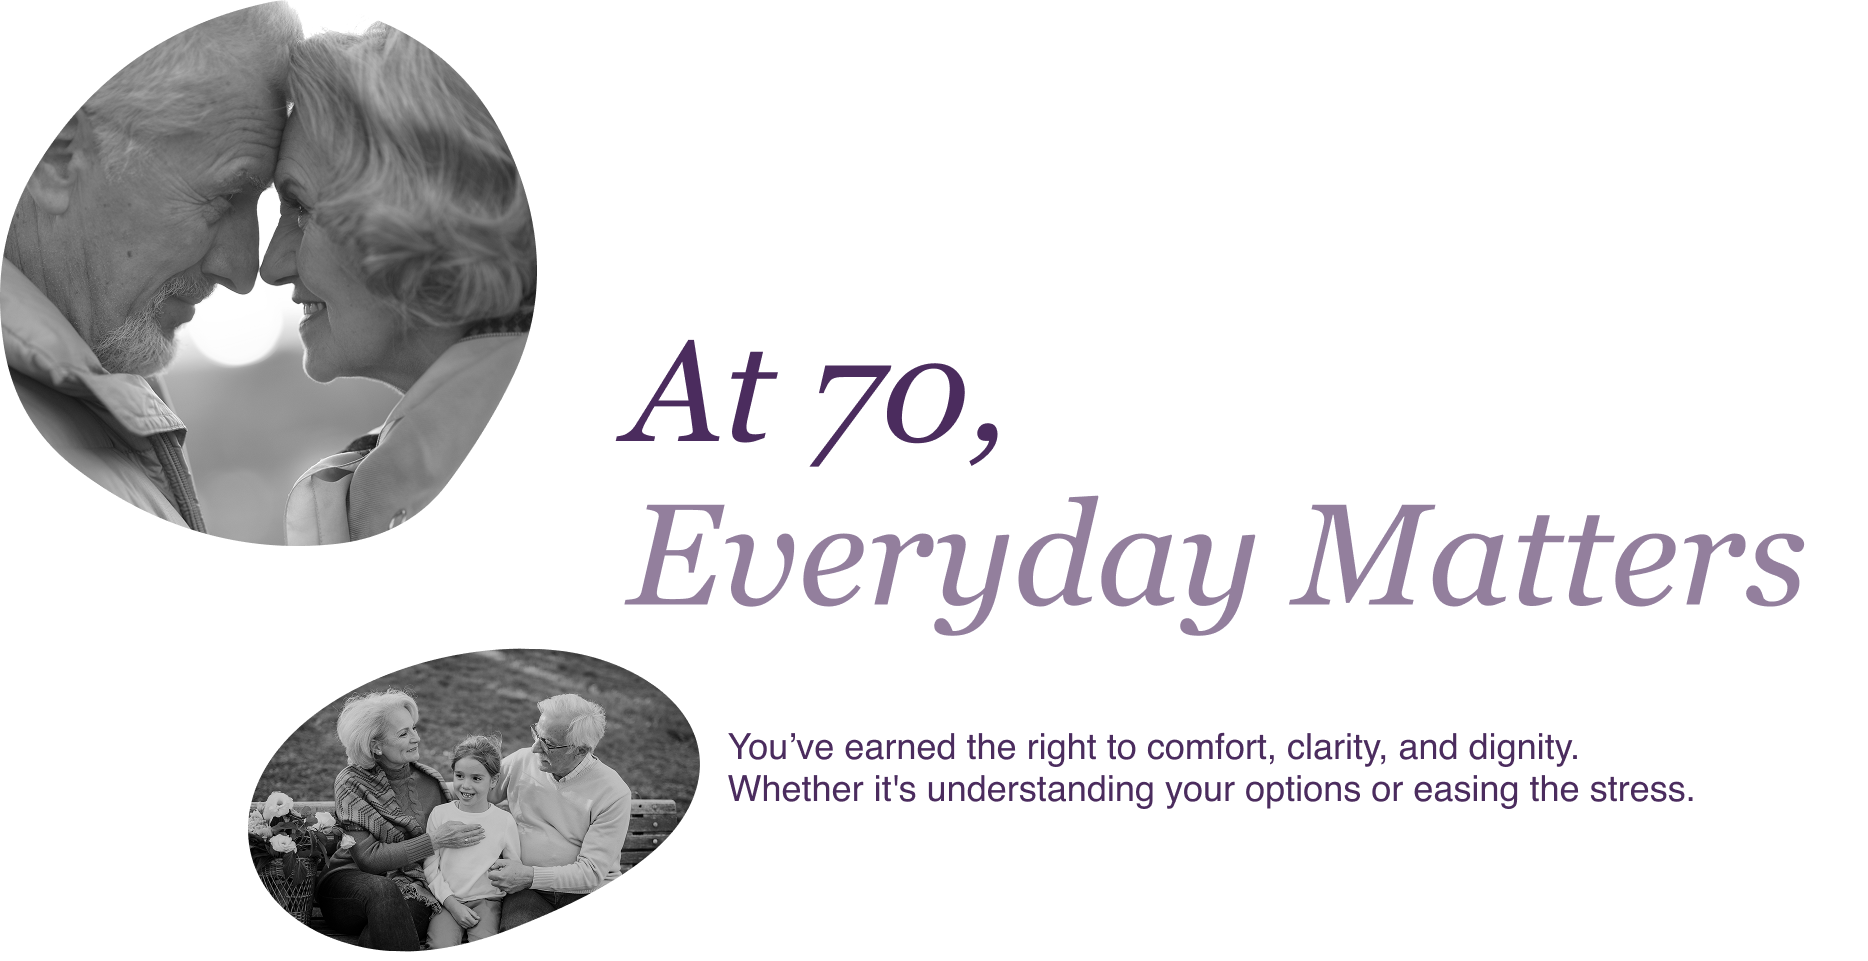 At 70,
Everyday Matters
You’ve earned the right to comfort, clarity, and dignity.
Whether it's understanding your options or easing the stress.